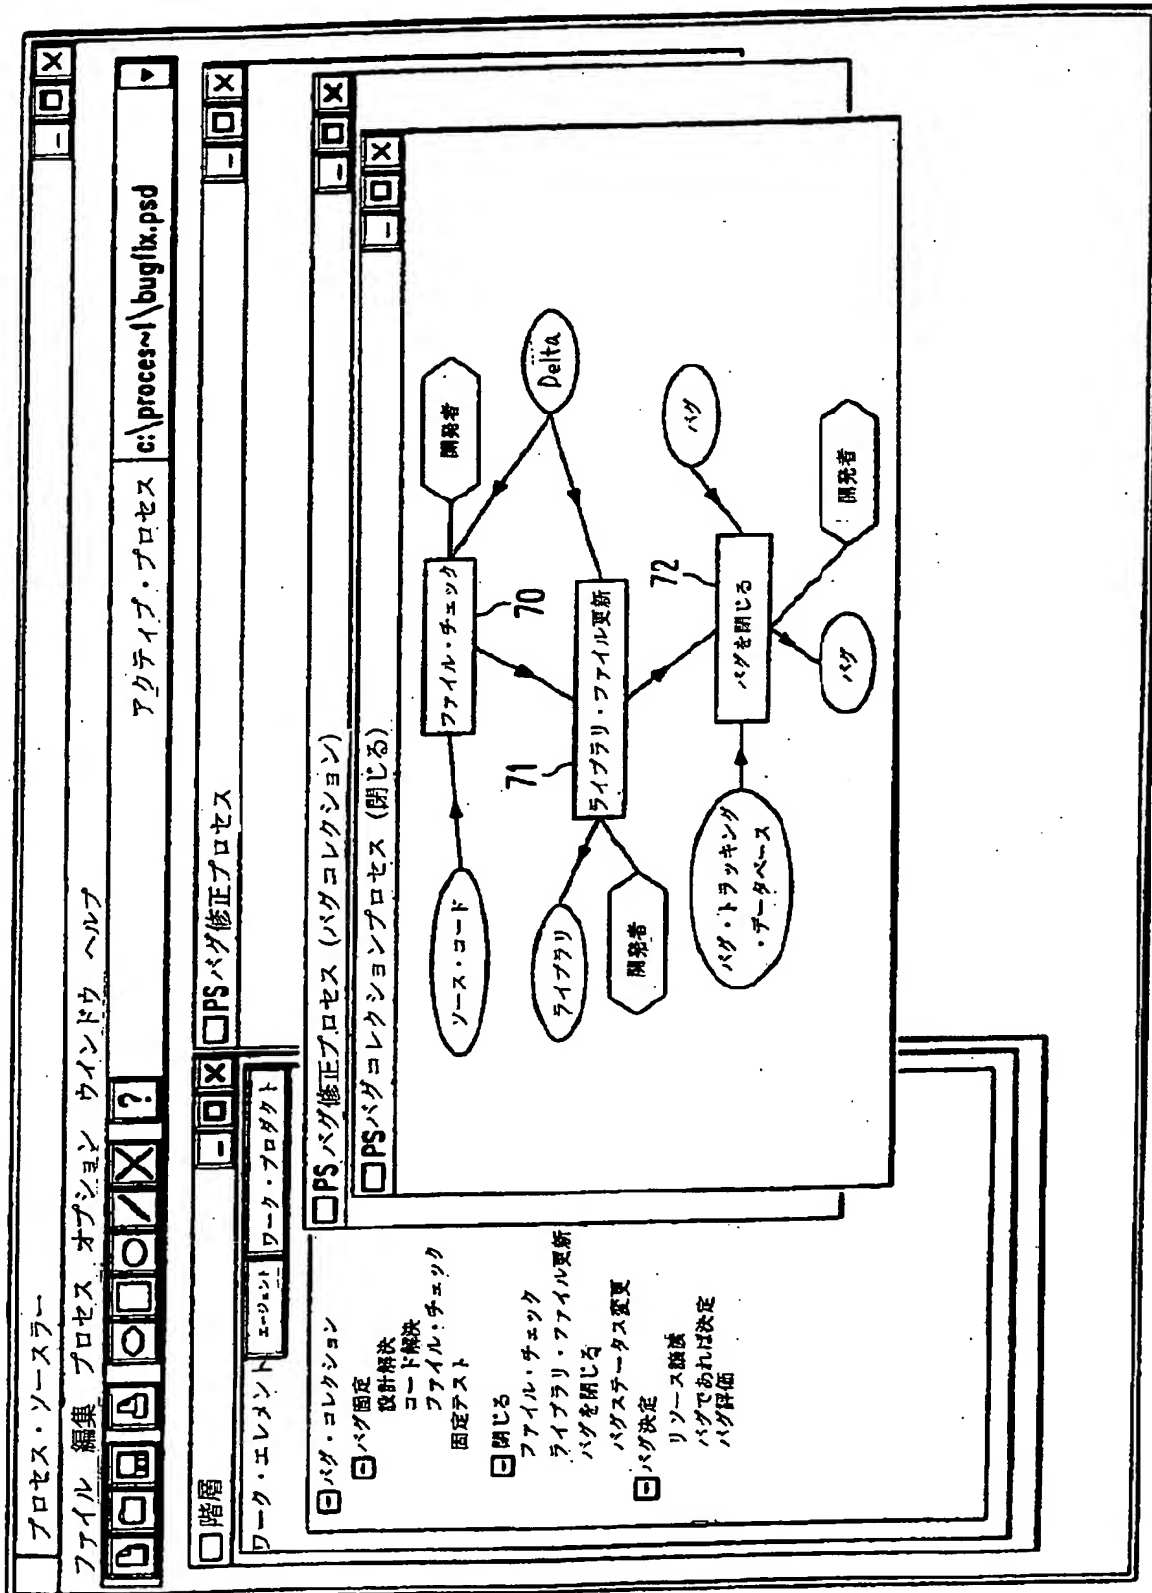 プロセス・ソースラー
ファイル 編集 プロセス オプション ウインドウ ヘルプ
?
アクティブ・プロセス c:\proces~1\bugfix.psd
階層
ワーク・エレメント エージェント ワーク・プロダクト
バグ・コレクション
バグ固定
設計解決
コード解決
ファイル・チェック
固定テスト
閉じる
ファイル・チェック
ライブラリ・ファイル更新
バグを閉じる
バグステータス変更
バグ決定
リソース譲渡
バグであれば決定
バグ評価
PSバグ修正プロセス
PSバグ修正プロセス (バグコレクション)
PSバグコレクションプロセス (閉じる)
ソース・コード
ファイル・チェック
開発者
70
Delta
71
ライブラリ
ライブラリ・ファイル更新
開発者
72
バグ
バグ・トラッキング
・データベース
バグを閉じる
バグ
開発者